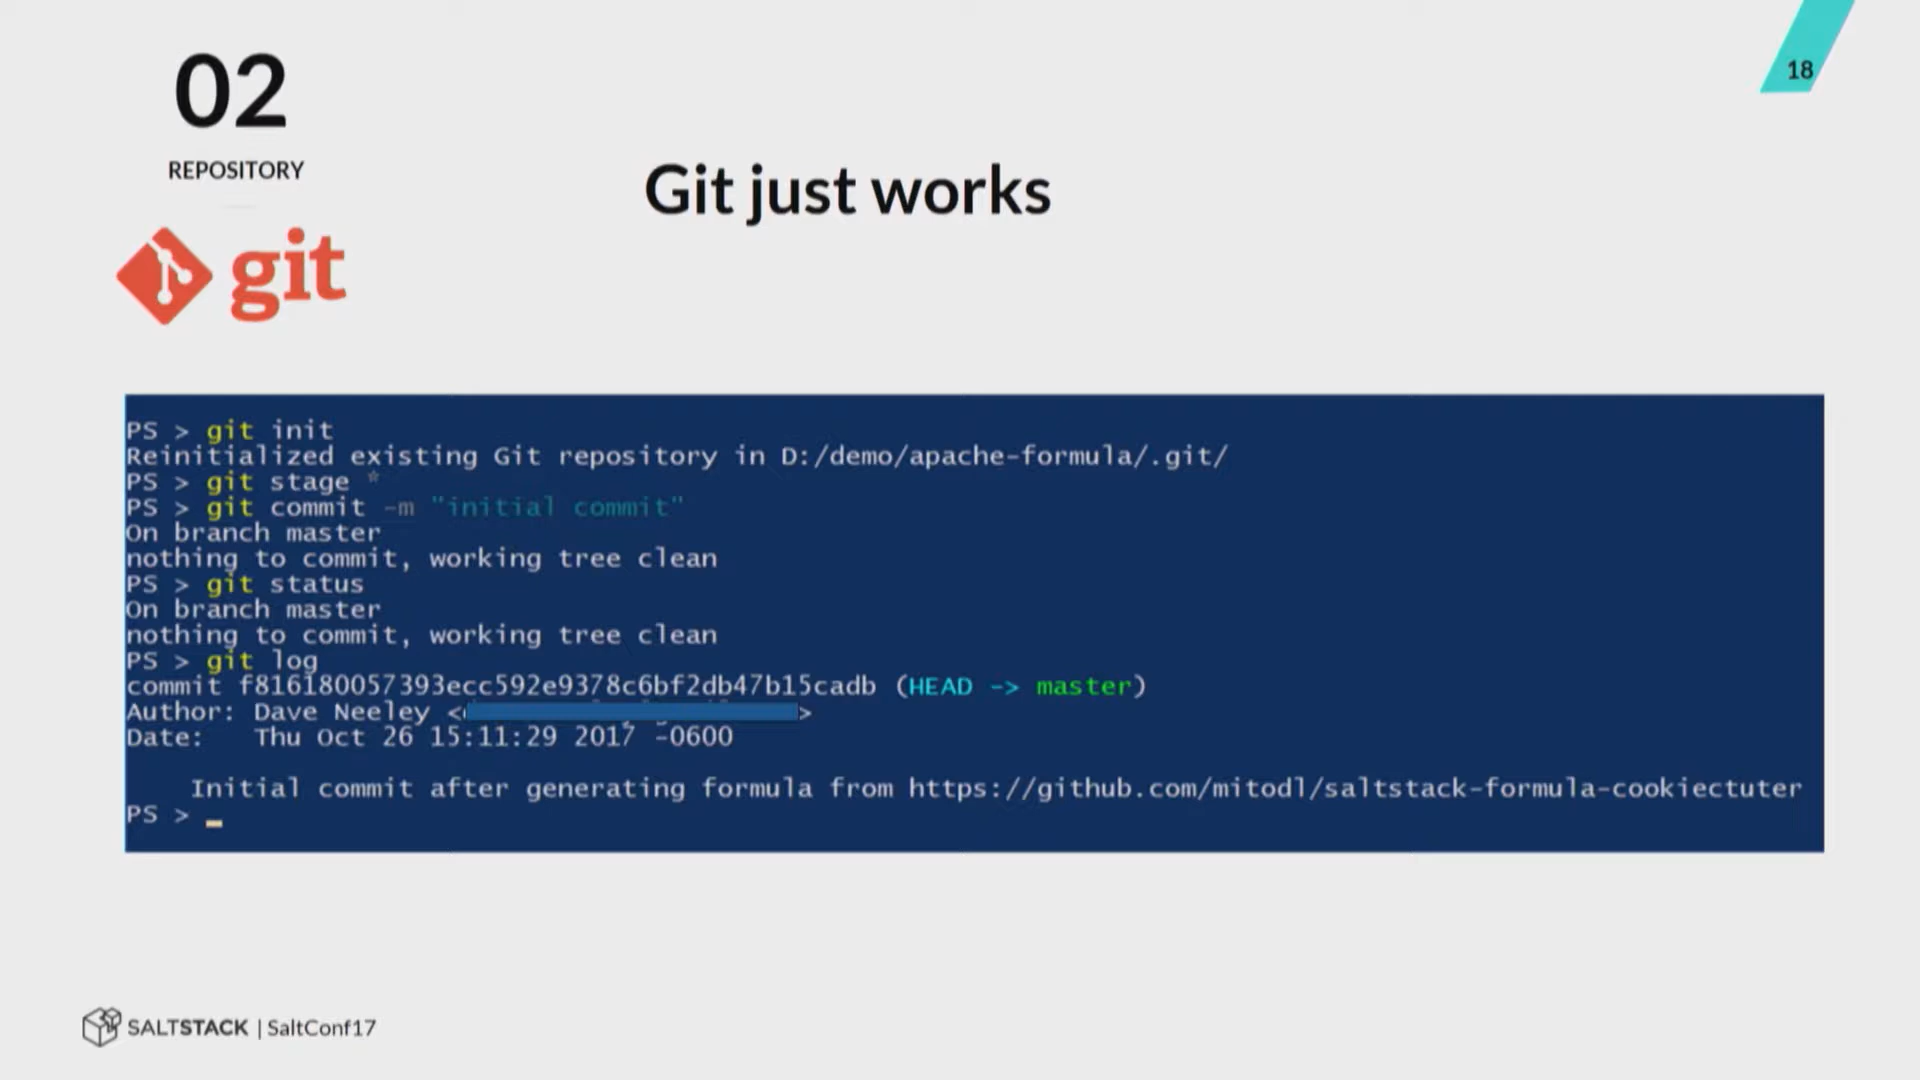 02
18
REPOSITORY
Git just works
git
PS > git init
Reinitialized existing Git repository in D:/demo/apache-formula/.git/
PS > git stage *
PS > git commit -m "initial commit"
On branch master
nothing to commit, working tree clean
PS > git status
On branch master
nothing to commit, working tree clean
PS > git log
commit f816180057393ecc592e9378c6bf2db47b15cadb (HEAD -> master)
Author: Dave Neeley < >
Date:   Thu Oct 26 15:11:29 2017 -0600
Initial commit after generating formula from https://github.com/mitodl/saltstack-formula-cookiectuter
PS > _
SALTSTACK | SaltConf17